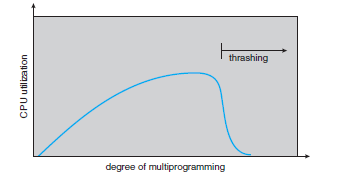 thrashing
CPU utilization
degree of multiprogramming